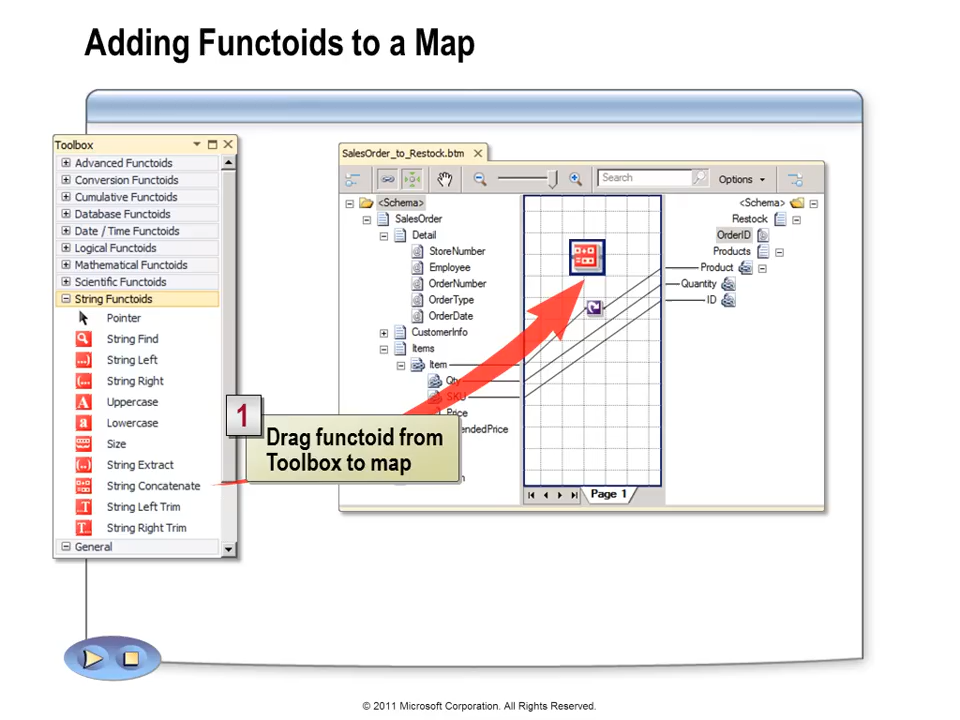 Adding Functoids to a Map
Toolbox
Advanced Functoids
Conversion Functoids
Cumulative Functoids
Database Functoids
Date / Time Functoids
Logical Functoids
Mathematical Functoids
Scientific Functoids
String Functoids
Pointer
String Find
String Left
String Right
Uppercase
Lowercase
Size
String Extract
String Concatenate
String Left Trim
String Right Trim
General
1
Drag functoid from
Toolbox to map
SalesOrder_to_Restock.btm
Search
Options
<Schema>
SalesOrder
Detail
StoreNumber
Employee
OrderNumber
OrderType
OrderDate
CustomerInfo
Items
Item
Qty
SKU
Price
endedPrice
Page 1
<Schema>
Restock
OrderID
Products
Product
Quantity
ID
© 2011 Microsoft Corporation. All Rights Reserved.